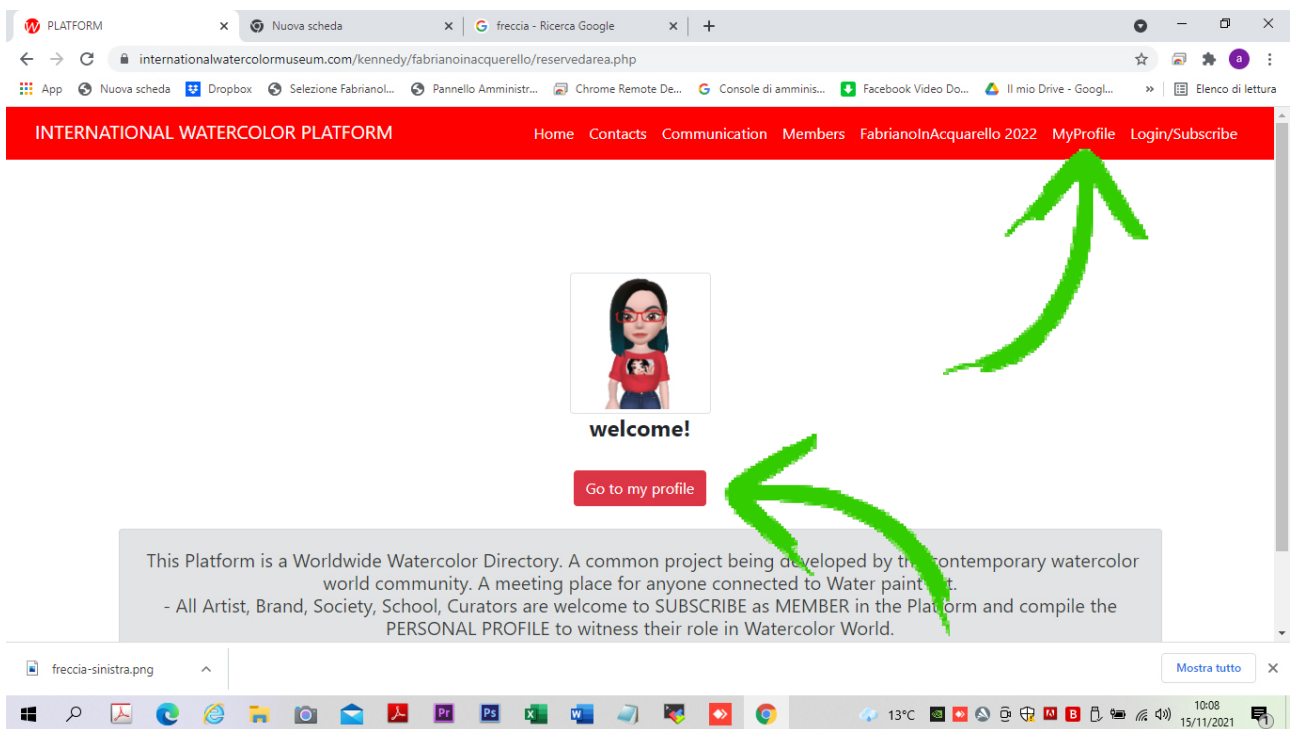 PLATFORM
Nuova scheda
freccia - Ricerca Google
internationalwatercolormuseum.com/kennedy/fabrianoinacquerello/reservedarea.php
a
App Nuova scheda Dropbox Selezione Fabrianol... Pannello Amministr... Chrome Remote De... Console di amminis... Facebook Video Do... Il mio Drive - Googl... » Elenco di lettura
INTERNATIONAL WATERCOLOR PLATFORM Home Contacts Communication Members FabrianoInAcquarello 2022 MyProfile Login/Subscribe
welcome!
Go to my profile
This Platform is a Worldwide Watercolor Directory. A common project being developed by the contemporary watercolor
world community. A meeting place for anyone connected to Water paint
- All Artist, Brand, Society, School, Curators are welcome to SUBSCRIBE as MEMBER in the Platform and compile the
PERSONAL PROFILE to witness their role in Watercolor World.
freccia-sinistra.png
Mostra tutto
Pr Ps
13°C
10:08
15/11/2021
1